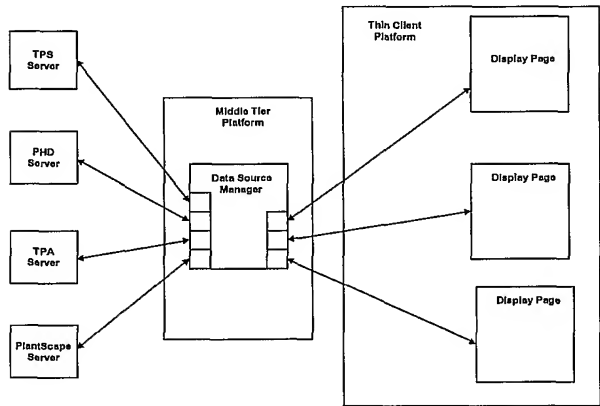 TPS
Server
PHD
Server
TPA
Server
PlantScape
Server
Middle Tier
Platform
Data Source
Manager
Thin Client
Platform
Display Page
Display Page
Display Page